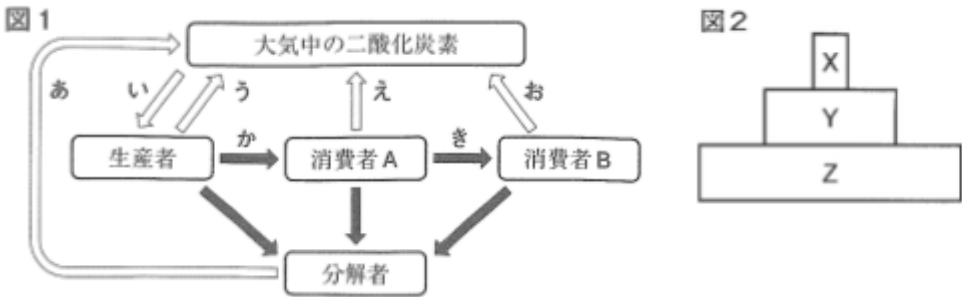 図1
大気中の二酸化炭素
あ
い
う
え
お
生産者
か
消費者A
き
消費者B
分解者
図2
X
Y
Z